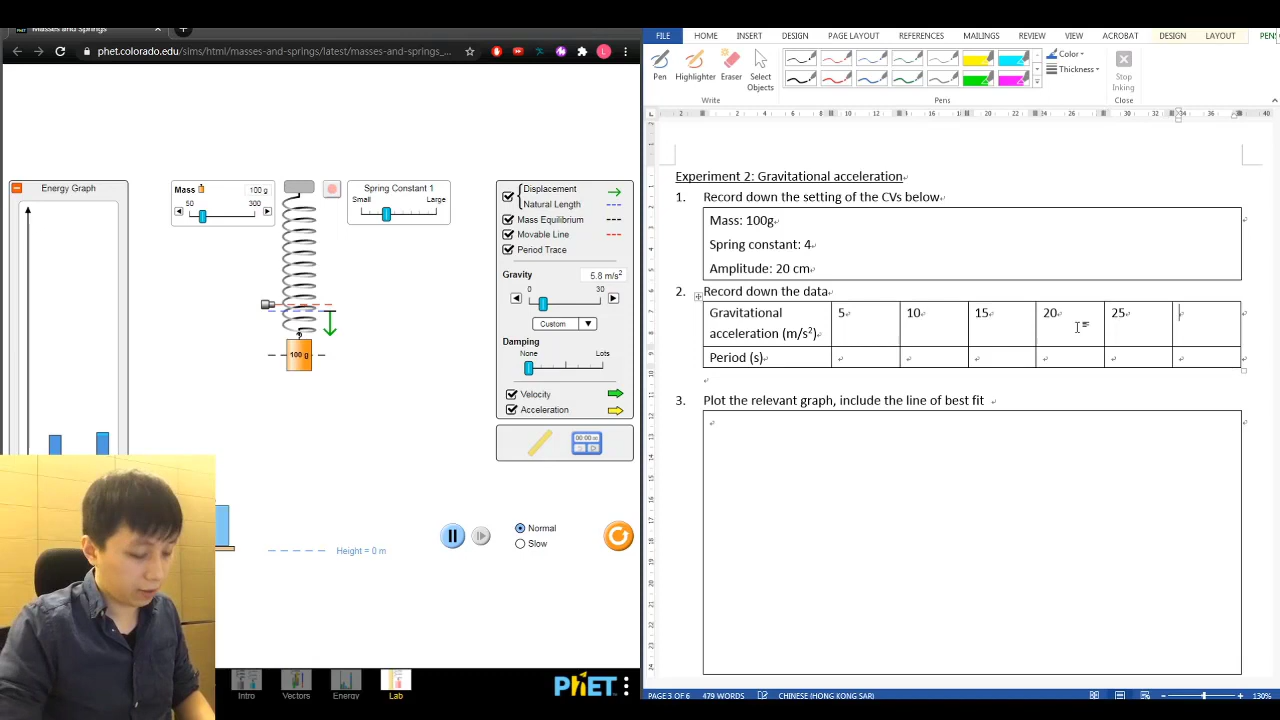 Masses and Springs
phet.colorado.edu/sims/html/masses-and-springs/latest/masses-and-springs_...
L
FILE HOME INSERT DESIGN PAGE LAYOUT REFERENCES MAILINGS REVIEW VIEW ACROBAT DESIGN LAYOUT
Pen Highlighter Eraser Select Objects
Color
Thickness
Stop Inking
Write Pens Close
Energy Graph
Mass 100 g
50 300
Spring Constant 1
Small Large
Displacement
Natural Length
Mass Equilibrium
Movable Line
Period Trace
Gravity 5.8 m/s²
0 30
Custom
Damping
None Lots
Velocity
Acceleration
100 g
00:00
Normal
Slow
Height = 0 m
Intro Vectors Energy Lab
PhET
Experiment 2: Gravitational acceleration
1. Record down the setting of the CVs below
Mass: 100g
Spring constant: 4
Amplitude: 20 cm
2. Record down the data
Gravitational acceleration (m/s²) 5 10 15 20 25
Period (s)
3. Plot the relevant graph, include the line of best fit
PAGE 3 OF 6 479 WORDS CHINESE (HONG KONG SAR) 130%